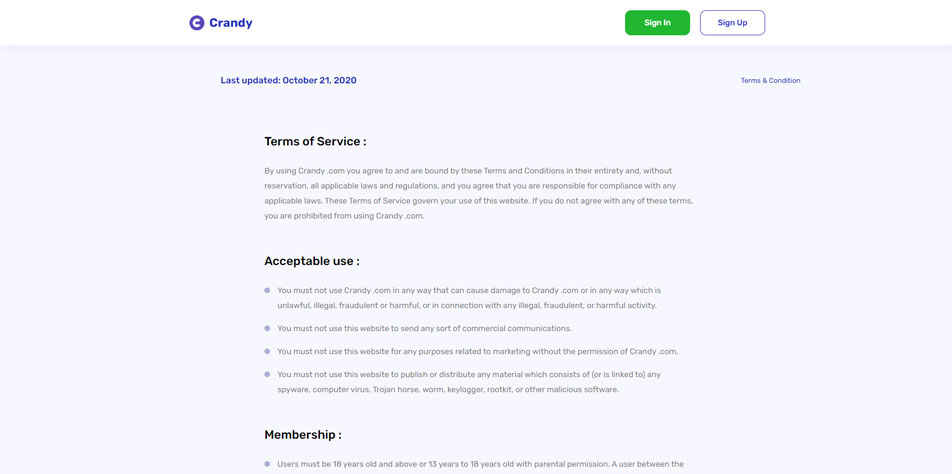 Crandy
Sign In
Sign Up
Last updated: October 21, 2020
Terms & Condition
Terms of Service :
By using Crandy .com you agree to and are bound by these Terms and Conditions in their entirety and, without
reservation, all applicable laws and regulations, and you agree that you are responsible for compliance with any
applicable laws. These Terms of Service govern your use of this website. If you do not agree with any of these terms,
you are prohibited from using Crandy .com.
Acceptable use :
You must not use Crandy .com in any way that can cause damage to Crandy .com or in any way which is
unlawful, illegal, fraudulent or harmful, or in connection with any illegal, fraudulent, or harmful activity.
You must not use this website to send any sort of commercial communications.
You must not use this website for any purposes related to marketing without the permission of Crandy .com.
You must not use this website to publish or distribute any material which consists of (or is linked to) any
spyware, computer virus, Trojan horse, worm, keylogger, rootkit, or other malicious software.
Membership :
Users must be 18 years old and above or 13 years to 18 years old with parental permission. A user between the